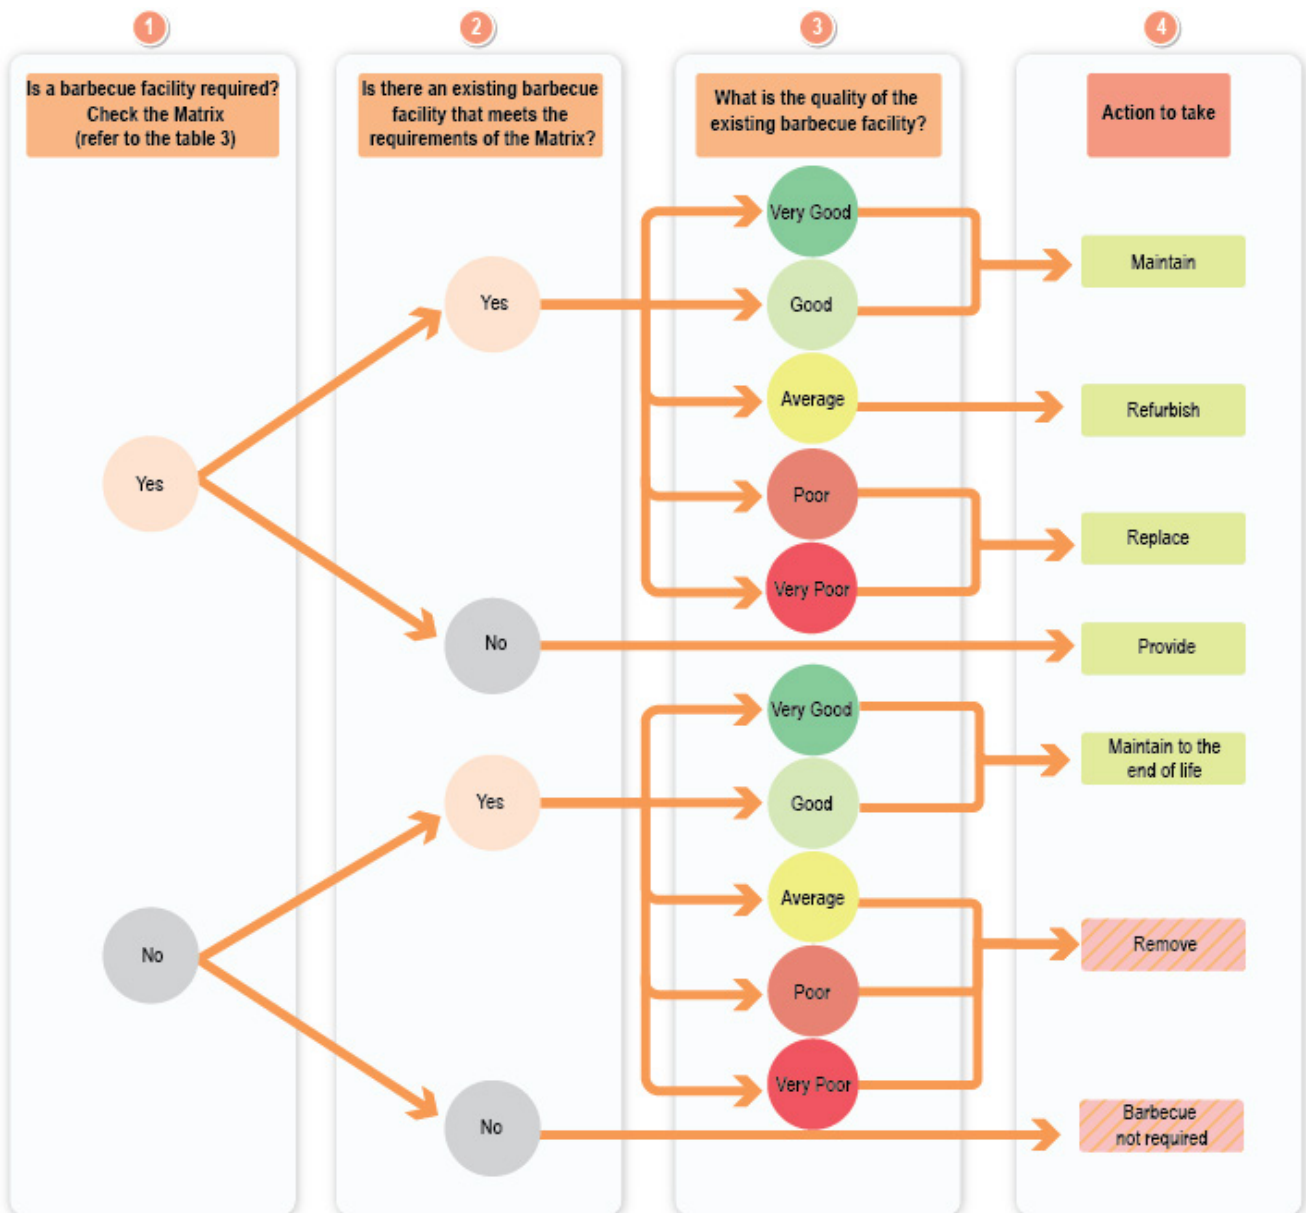 1
2
3
4
Is a barbecue facility required?
Check the Matrix
(refer to the table 3)
Is there an existing barbecue
facility that meets the
requirements of the Matrix?
What is the quality of the
existing barbecue facility?
Action to take
Yes
Yes
Very Good
Good
Average
Poor
Very Poor
Maintain
Refurbish
Replace
No
Provide
No
Yes
Very Good
Good
Average
Poor
Very Poor
Maintain to the
end of life
Remove
No
Barbecue
not required